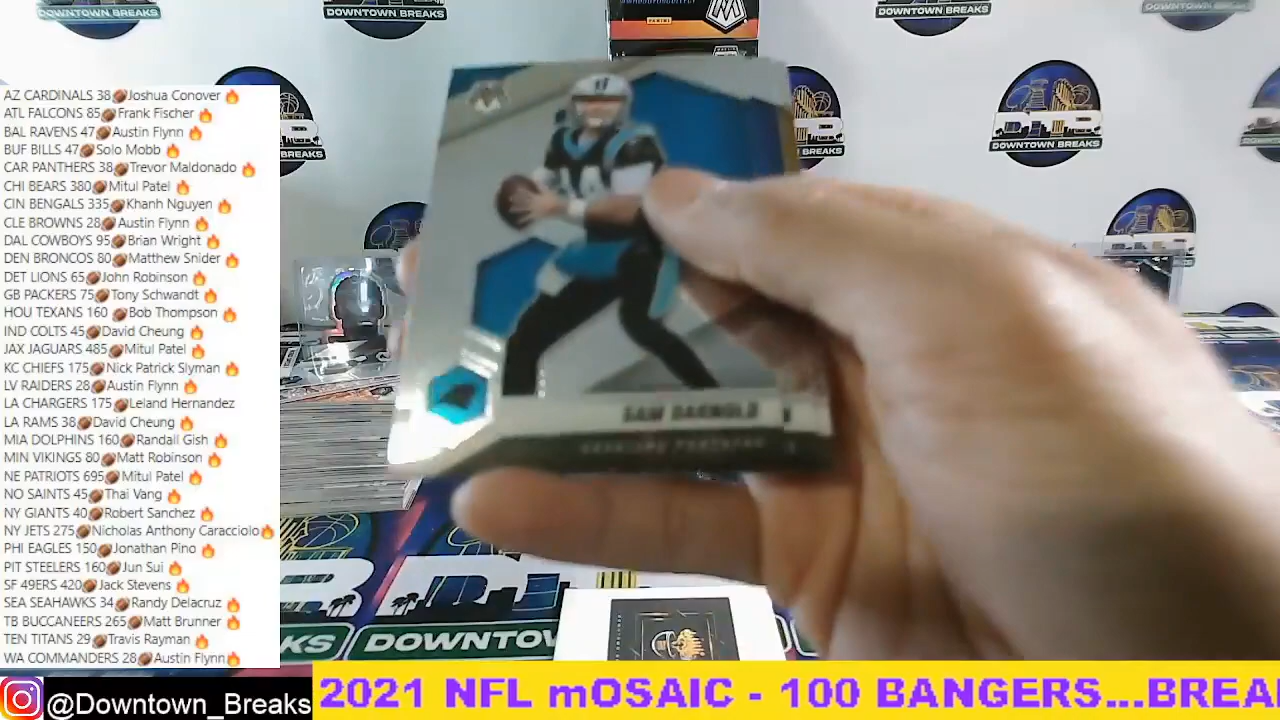 DOWNTOWN BREAKS
DOWNTOWN BREAKS
DOWNTOWN BREAKS
PANINI
AZ CARDINALS 38🏈Joshua Conover 🔥
ATL FALCONS 85🏈Frank Fischer 🔥
BAL RAVENS 47🏈Austin Flynn 🔥
BUF BILLS 47🏈Solo Mobb 🔥
CAR PANTHERS 38🏈Trevor Maldonado 🔥
CHI BEARS 380🏈Mitul Patel 🔥
CIN BENGALS 335🏈Khanh Nguyen 🔥
CLE BROWNS 28🏈Austin Flynn 🔥
DAL COWBOYS 95🏈Brian Wright 🔥
DEN BRONCOS 80🏈Matthew Snider 🔥
DET LIONS 65🏈John Robinson 🔥
GB PACKERS 75🏈Tony Schwandt 🔥
HOU TEXANS 160 🏈Bob Thompson 🔥
IND COLTS 45🏈David Cheung 🔥
JAX JAGUARS 485🏈Mitul Patel 🔥
KC CHIEFS 175🏈Nick Patrick Slyman 🔥
LV RAIDERS 28🏈Austin Flynn 🔥
LA CHARGERS 175🏈Leland Hernandez
LA RAMS 38🏈David Cheung 🔥
MIA DOLPHINS 160🏈Randall Gish 🔥
MIN VIKINGS 80🏈Matt Robinson 🔥
NE PATRIOTS 695🏈Mitul Patel 🔥
NO SAINTS 45🏈Thai Vang 🔥
NY GIANTS 40🏈Robert Sanchez 🔥
NY JETS 275🏈Nicholas Anthony Caracciolo🔥
PHI EAGLES 150🏈Jonathan Pino 🔥
PIT STEELERS 160🏈Jun Sui 🔥
SF 49ERS 420🏈Jack Stevens 🔥
SEA SEAHAWKS 34🏈Randy Delacruz 🔥
TB BUCCANEERS 265🏈Matt Brunner 🔥
TEN TITANS 29🏈Travis Rayman 🔥
WA COMMANDERS 28🏈Austin Flynn🔥
DTB
DOWNTOWN BREAKS
14
SAM DARNOLD
CAROLINA PANTHERS
DOWNTOW
@Downtown_Breaks
2021 NFL mOSAIC - 100 BANGERS...BREA